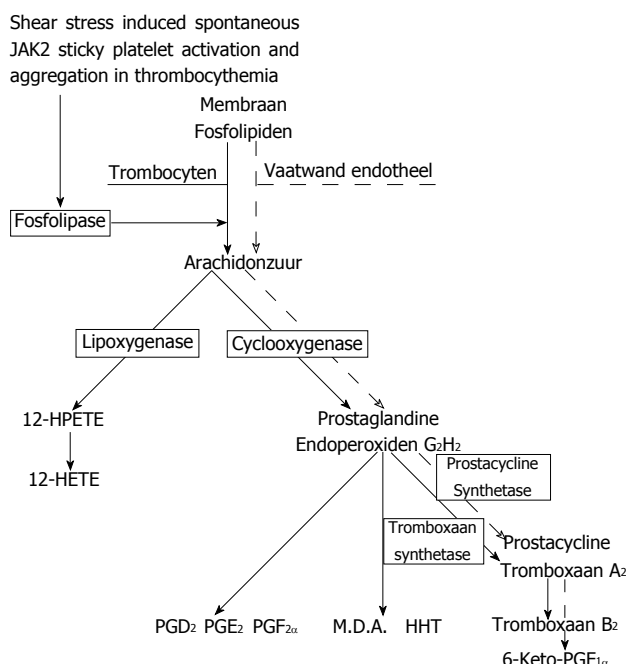 Shear stress induced spontaneous
JAK2 sticky platelet activation and
aggregation in thrombocythemia
Membraan
Fosfolipiden
Trombocyten
Vaatwand endotheel
Fosfolipase
Arachidonzuur
Lipoxygenase
Cyclooxygenase
12-HPETE
12-HETE
Prostaglandine
Endoperoxiden G₂H₂
Prostacycline
Synthetase
Tromboxaan
synthetase
Prostacycline
Tromboxaan A₂
PGD₂ PGE₂ PGF₂α
M.D.A. HHT
Tromboxaan B₂
6-Keto-PGF₁α